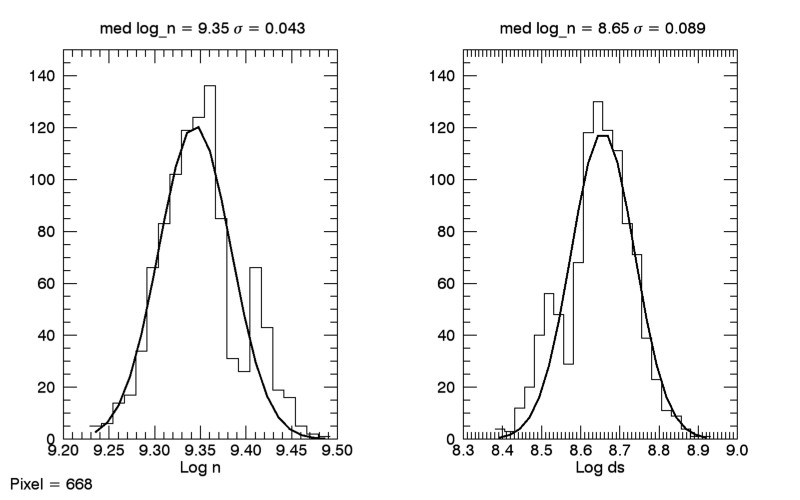 med log_n = 9.35 σ = 0.043
140
120
100
80
60
40
20
0
9.20 9.25 9.30 9.35 9.40 9.45 9.50
Log n
med log_n = 8.65 σ = 0.089
140
120
100
80
60
40
20
0
8.3 8.4 8.5 8.6 8.7 8.8 8.9 9.0
Log ds
Pixel = 668